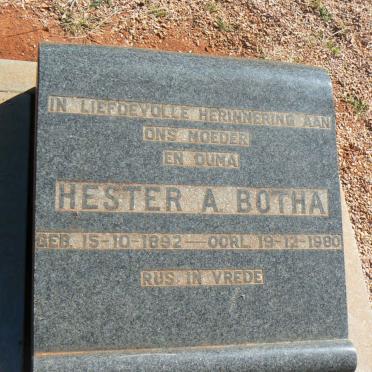 IN LIEFDEVOLLE HERINNERING AAN
ONS MOEDER
EN OUMA
HESTER A. BOTHA
GEB. 15-10-1892 — OORL. 19-12-1980
RUS IN VREDE